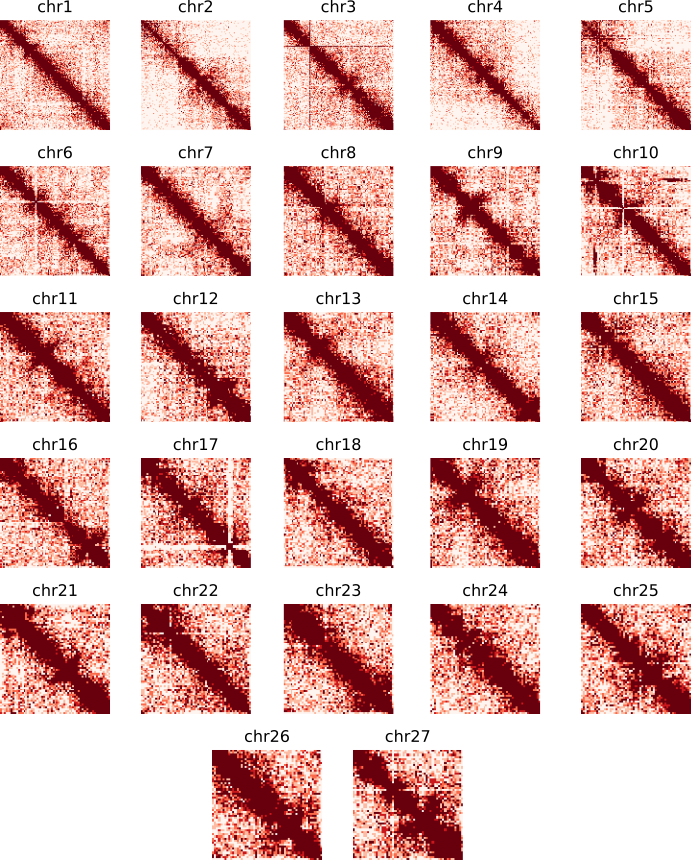 chr1 chr2 chr3 chr4 chr5
chr6 chr7 chr8 chr9 chr10
chr11 chr12 chr13 chr14 chr15
chr16 chr17 chr18 chr19 chr20
chr21 chr22 chr23 chr24 chr25
chr26 chr27